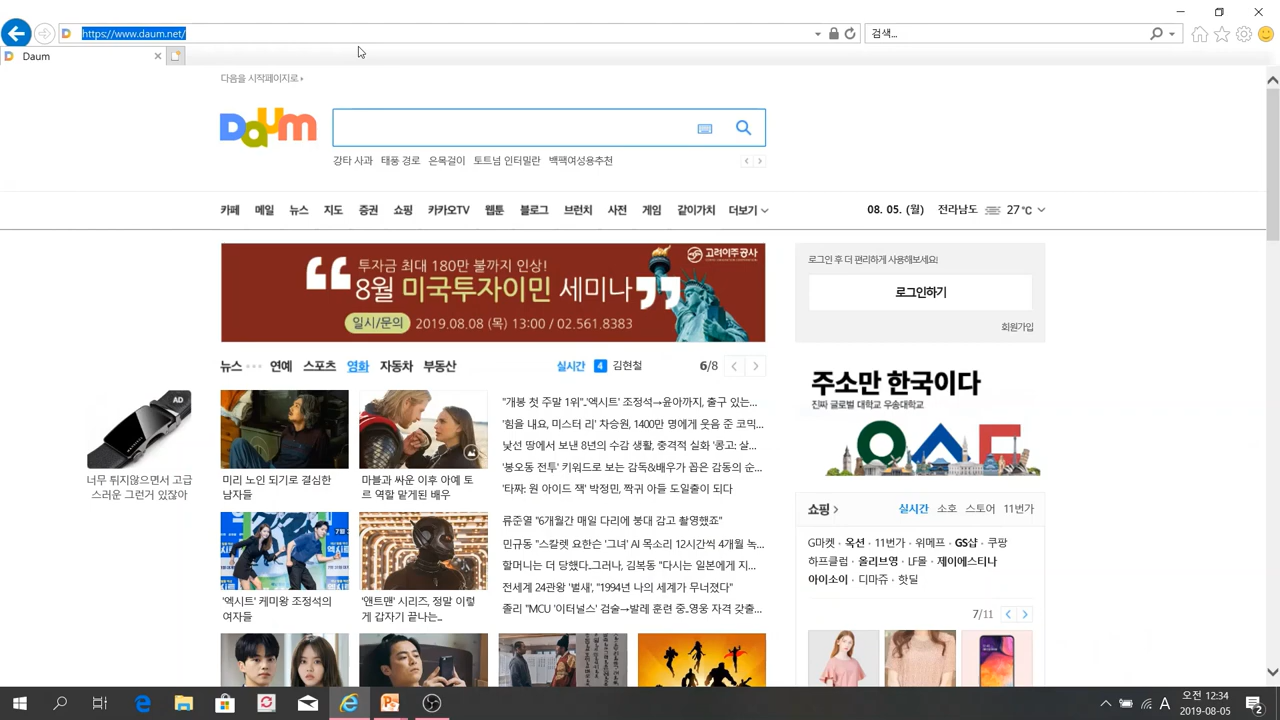 https://www.daum.net/
검색...
Daum
다음을 시작페이지로
Daum
강타 사과 태풍 경로 은목걸이 토트넘 인터밀란 백팩여성용추천
카페 메일 뉴스 지도 증권 쇼핑 카카오TV 웹툰 블로그 브런치 사전 게임 같이가치 더보기
08. 05. (월) 전라남도 27 °C
투자금 최대 180만 불까지 인상!
고려이주공사
“8월 미국투자이민 세미나”
일시/문의 2019.08.08 (목) 13:00 / 02.561.8383
로그인 후 더 편리하게 사용해보세요!
로그인하기
회원가입
뉴스 연예 스포츠 영화 자동차 부동산
실시간 4 김현철 6/8
주소만 한국이다
진짜 글로벌 대학교 우송대학교
AD
너무 튀지않으면서 고급
스러운 그런거 있잖아
미리 노인 되기로 결심한
남자들
마블과 싸운 이후 아예 토
르 역할 맡게된 배우
"개봉 첫 주말 1위"..'엑시트' 조정석→윤아까지, 출구 있는...
'힘을 내요, 미스터 리' 차승원, 1400만 명에게 웃음 준 코믹...
낯선 땅에서 보낸 8년의 수감 생활, 충격적 실화 '콩고: 살...
'봉오동 전투' 키워드로 보는 감독&배우가 꼽은 감동의 순...
'타짜: 원 아이드 잭' 박정민, 짝귀 아들 도일출이 되다
'엑시트' 케미왕 조정석의
여자들
'앤트맨' 시리즈, 정말 이렇
게 갑자기 끝나는...
류준열 "6개월간 매일 다리에 붕대 감고 촬영했죠"
민규동 "스칼렛 요한슨 '그녀' AI 목소리 12시간씩 4개월 녹...
할머니는 더 당했다..그러나, 김복동 "다시는 일본에게 지...
전세계 24관왕 '벌새', "1994년 나의 세계가 무너졌다"
졸리 "MCU '이터널스' 검술→발레 훈련 중..영웅 자격 갖출...
쇼핑 실시간 소호 스토어 11번가
G마켓 · 옥션 · 11번가 · 위메프 · GS샵 · 쿠팡
하프클럽 · 올리브영 · LF몰 · 제이에스티나
아이소이 · 디마쥬 · 핫딜
7/11
A
오전 12:34
2019-08-05
2